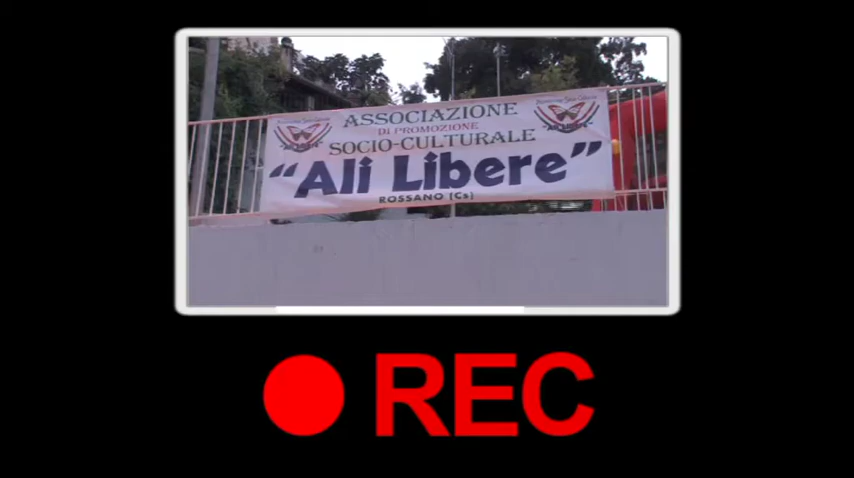 ASSOCIAZIONE
DI PROMOZIONE
SOCIO-CULTURALE
"Ali Libere"
ROSSANO (Cs)
REC